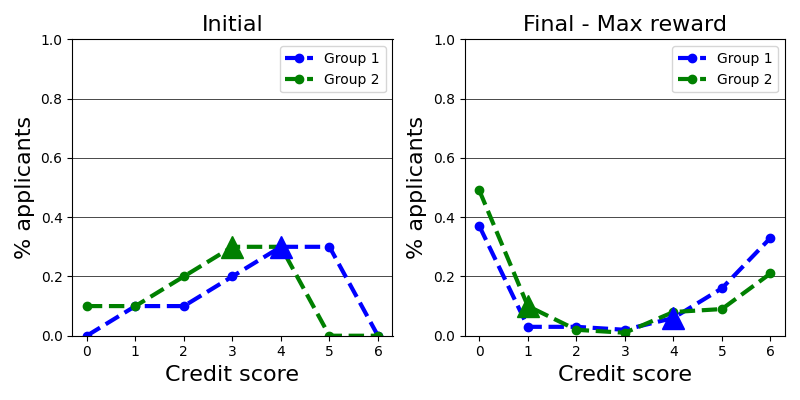 Initial
Final - Max reward
1.0
0.8
0.6
0.4
0.2
0.0
% applicants
Group 1
Group 2
0 1 2 3 4 5 6
Credit score
1.0
0.8
0.6
0.4
0.2
0.0
% applicants
Group 1
Group 2
0 1 2 3 4 5 6
Credit score